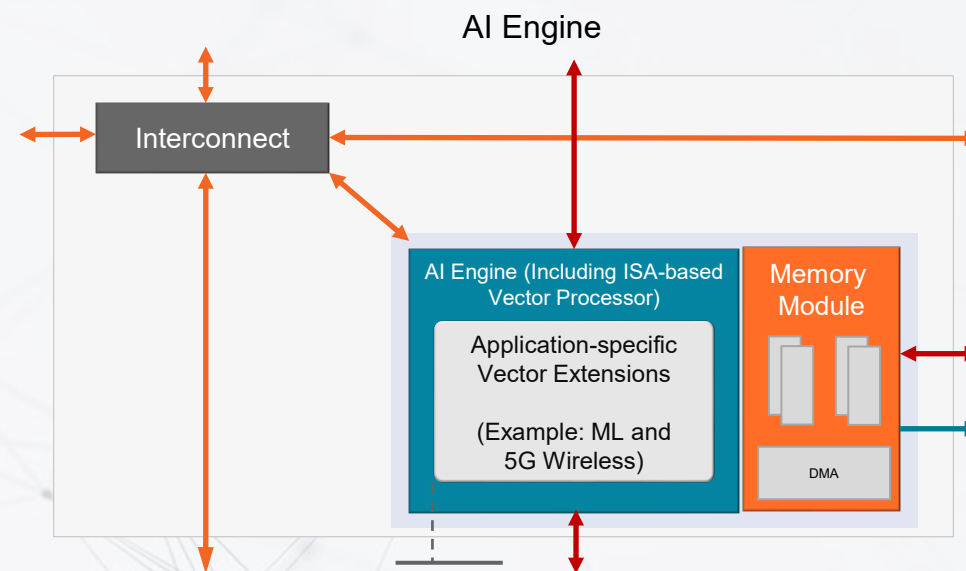 AI Engine
Interconnect
AI Engine (Including ISA-based
Vector Processor)
Application-specific
Vector Extensions
(Example: ML and
5G Wireless)
Memory
Module
DMA